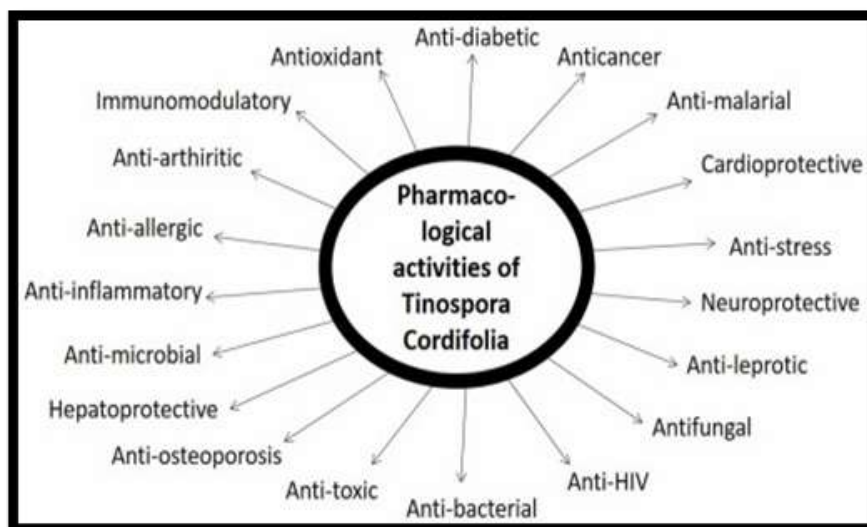 Anti-diabetic
Antioxidant
Anticancer
Immunomodulatory
Anti-malarial
Anti-arthiritic
Cardioprotective
Pharmaco-
logical
activities of
Tinospora
Cordifolia
Anti-allergic
Anti-stress
Anti-inflammatory
Neuroprotective
Anti-microbial
Anti-leprotic
Hepatoprotective
Antifungal
Anti-osteoporosis
Anti-toxic
Anti-HIV
Anti-bacterial